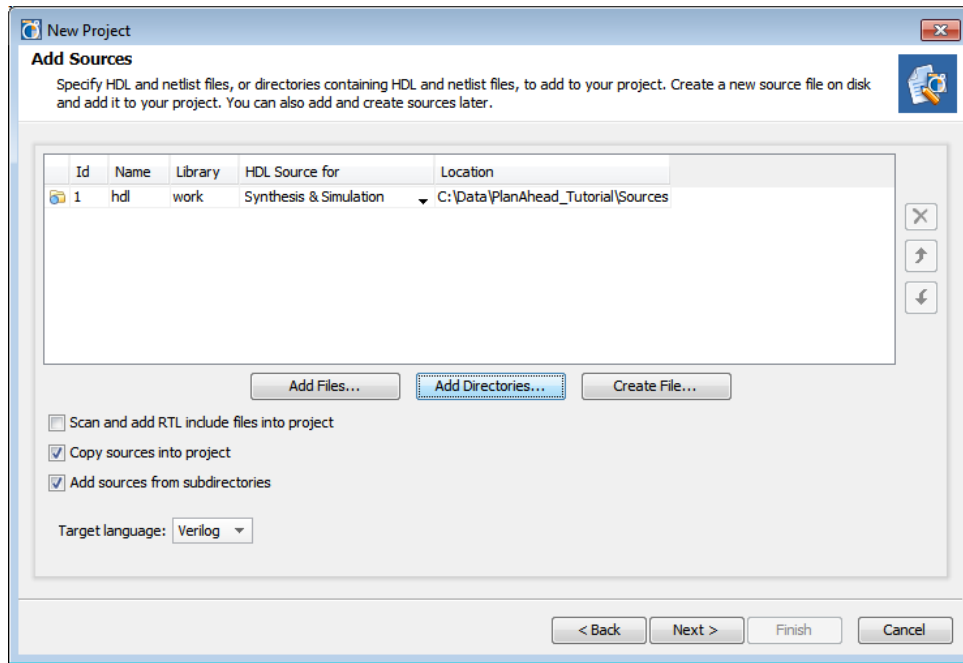 New Project
Add Sources
Specify HDL and netlist files, or directories containing HDL and netlist files, to add to your project. Create a new source file on disk
and add it to your project. You can also add and create sources later.
Id Name Library HDL Source for Location
1 hdl work Synthesis & Simulation C:\Data\PlanAhead_Tutorial\Sources
Add Files... Add Directories... Create File...
Scan and add RTL include files into project
Copy sources into project
Add sources from subdirectories
Target language: Verilog
< Back Next > Finish Cancel